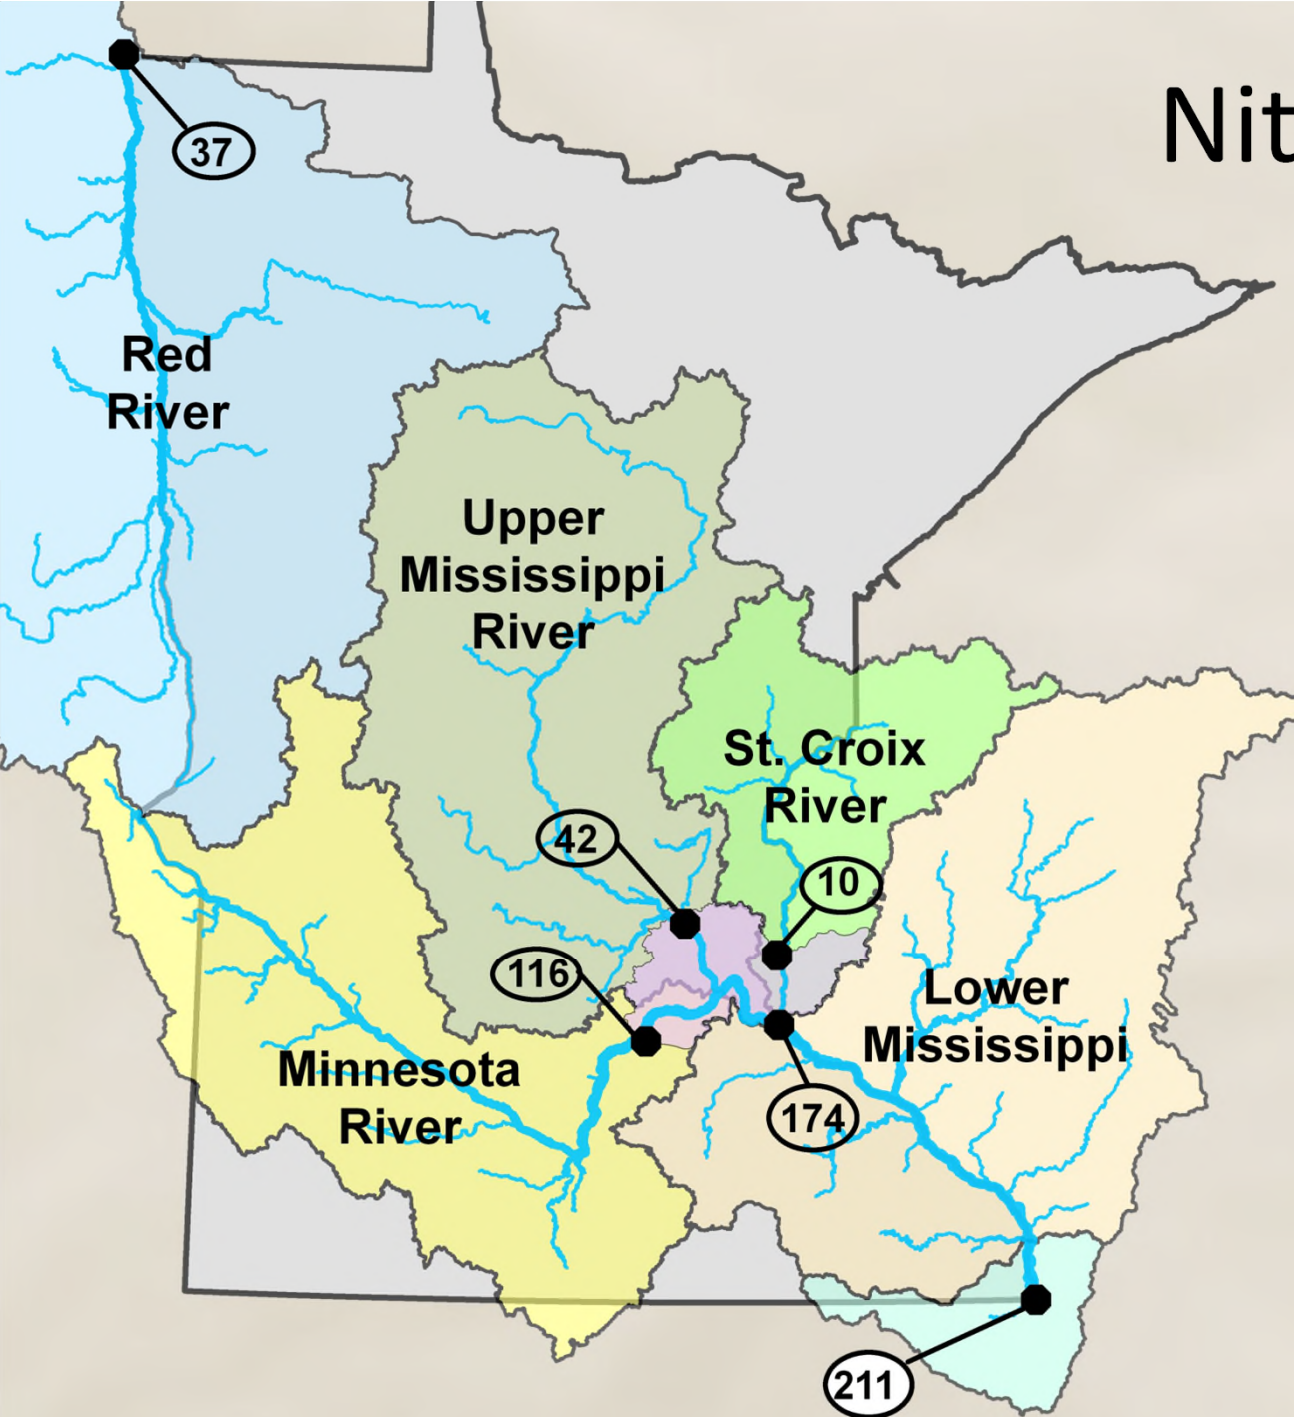 Nit
37
Red
River
Upper
Mississippi
River
St. Croix
River
42
10
116
Lower
Mississippi
Minnesota
River
174
211